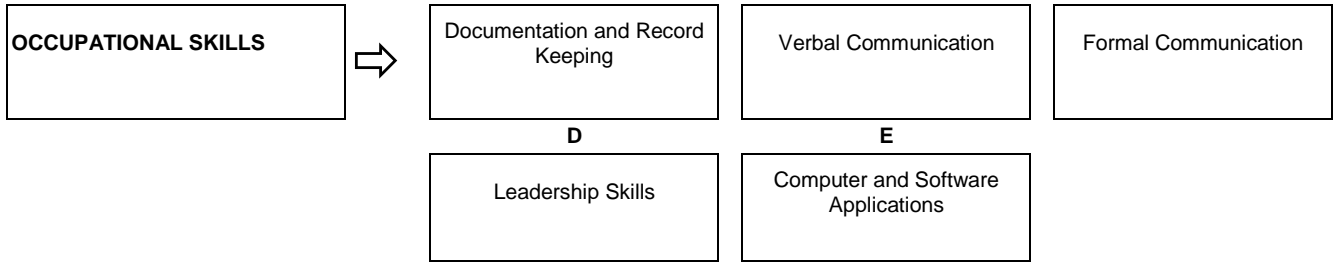 OCCUPATIONAL SKILLS
Documentation and Record
Keeping
Verbal Communication
Formal Communication
D
E
Leadership Skills
Computer and Software
Applications